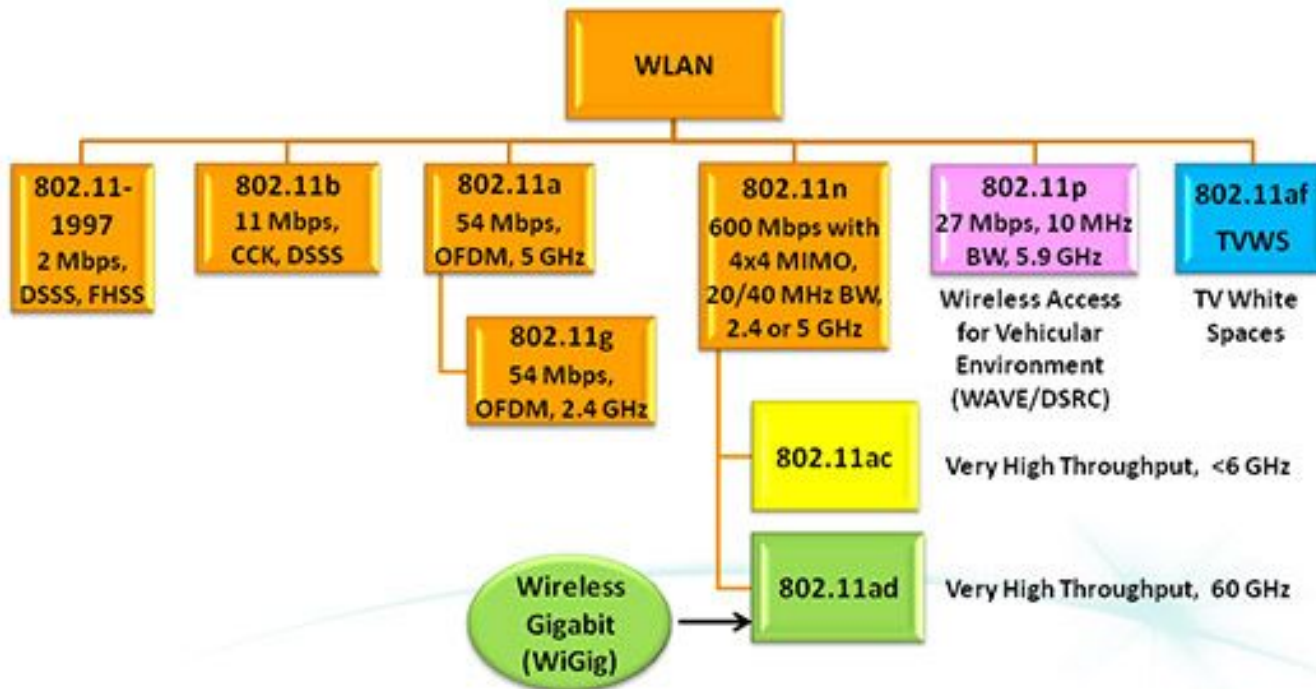 WLAN
802.11-
1997
2 Mbps,
DSSS, FHSS
802.11b
11 Mbps,
CCK, DSSS
802.11a
54 Mbps,
OFDM, 5 GHz
802.11g
54 Mbps,
OFDM, 2.4 GHz
802.11n
600 Mbps with
4x4 MIMO,
20/40 MHz BW,
2.4 or 5 GHz
802.11p
27 Mbps, 10 MHz
BW, 5.9 GHz
Wireless Access
for Vehicular
Environment
(WAVE/DSRC)
802.11af
TVWS
TV White
Spaces
802.11ac
Very High Throughput, <6 GHz
802.11ad
Very High Throughput, 60 GHz
Wireless
Gigabit
(WiGig)